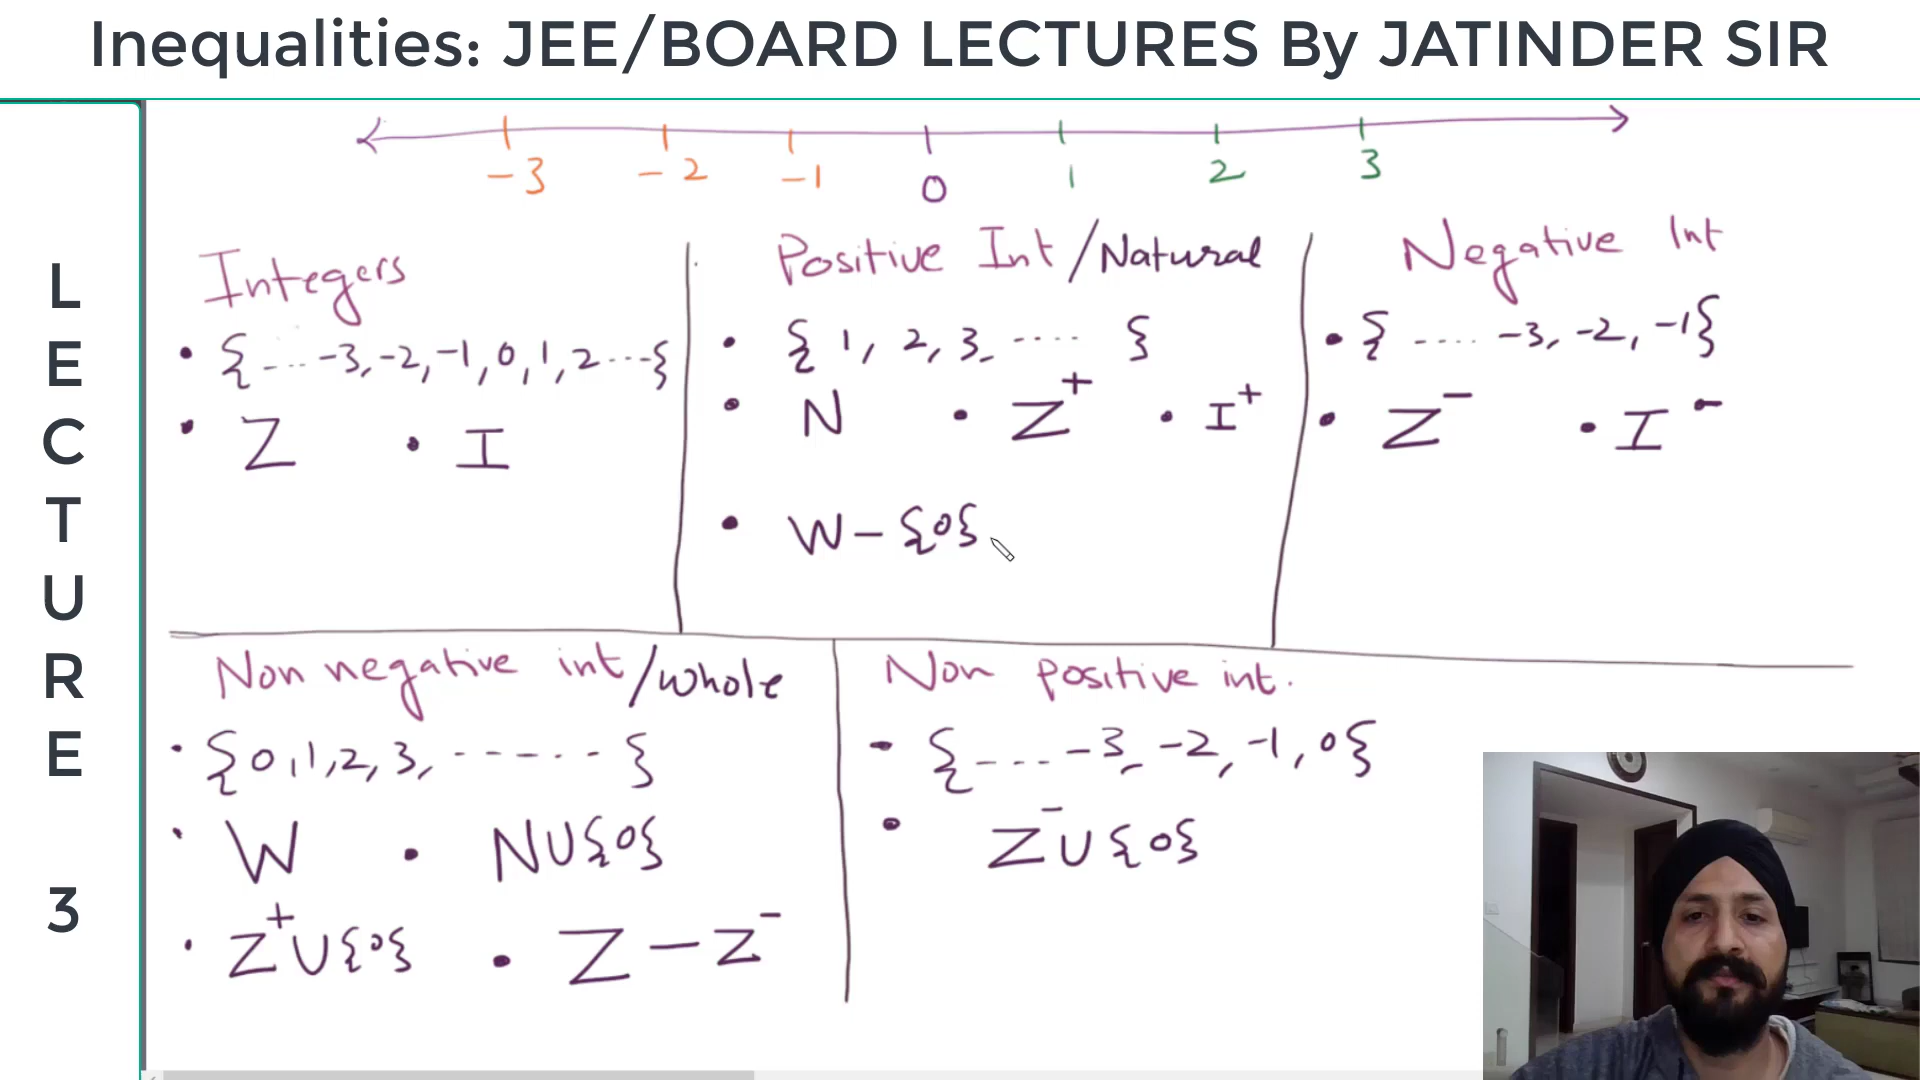 Inequalities: JEE/BOARD LECTURES By JATINDER SIR
LECTURE 3
-3 -2 -1 0 1 2 3
Integers
• {.... -3, -2, -1, 0, 1, 2 ...}
• Z • I
Positive Int/Natural
• {1, 2, 3, ..... }
• N • Z⁺ • I⁺
• W - {0}
Negative Int
• {..... -3, -2, -1}
• Z⁻ • I⁻
Non negative int/whole
• {0, 1, 2, 3, ------ }
• W • N∪{0}
• Z⁺∪{0} • Z - Z⁻
Non positive int.
- {---- -3, -2, -1, 0}
• Z⁻∪{0}